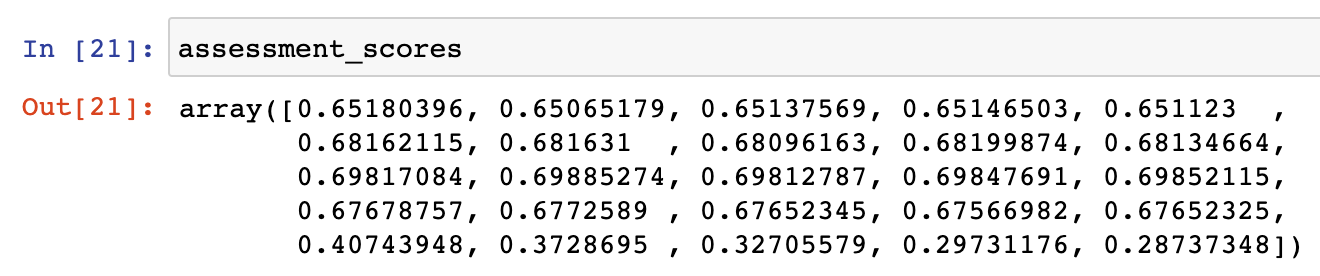 In [21]: assessment_scores
Out[21]: array([0.65180396, 0.65065179, 0.65137569, 0.65146503, 0.651123  ,
       0.68162115, 0.681631  , 0.68096163, 0.68199874, 0.68134664,
       0.69817084, 0.69885274, 0.69812787, 0.69847691, 0.69852115,
       0.67678757, 0.6772589 , 0.67652345, 0.67566982, 0.67652325,
       0.40743948, 0.3728695 , 0.32705579, 0.29731176, 0.28737348])